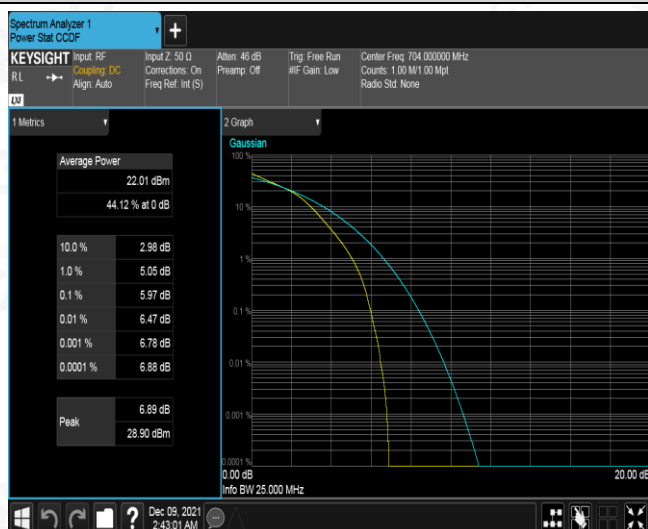 Spectrum Analyzer 1
Power Stat CCDF
+
KEYSIGHT
RL
LXI
Input: RF
Coupling: DC
Align: Auto
Input Z: 50 Ω
Corrections: On
Freq Ref: Int (S)
Atten: 46 dB
Preamp: Off
Trig: Free Run
#IF Gain: Low
Center Freq: 704.000000 MHz
Counts: 1.00 M/1.00 Mpt
Radio Std: None
1 Metrics
Average Power
22.01 dBm
44.12 % at 0 dB
10.0 % 2.98 dB
1.0 % 5.05 dB
0.1 % 5.97 dB
0.01 % 6.47 dB
0.001 % 6.78 dB
0.0001 % 6.88 dB
Peak
6.89 dB
28.90 dBm
2 Graph
Gaussian
100 %
10 %
1 %
0.1 %
0.01 %
0.001 %
0.0001 %
0.00 dB
20.00 dB
Info BW 25.000 MHz
?
Dec 09, 2021
2:43:01 AM